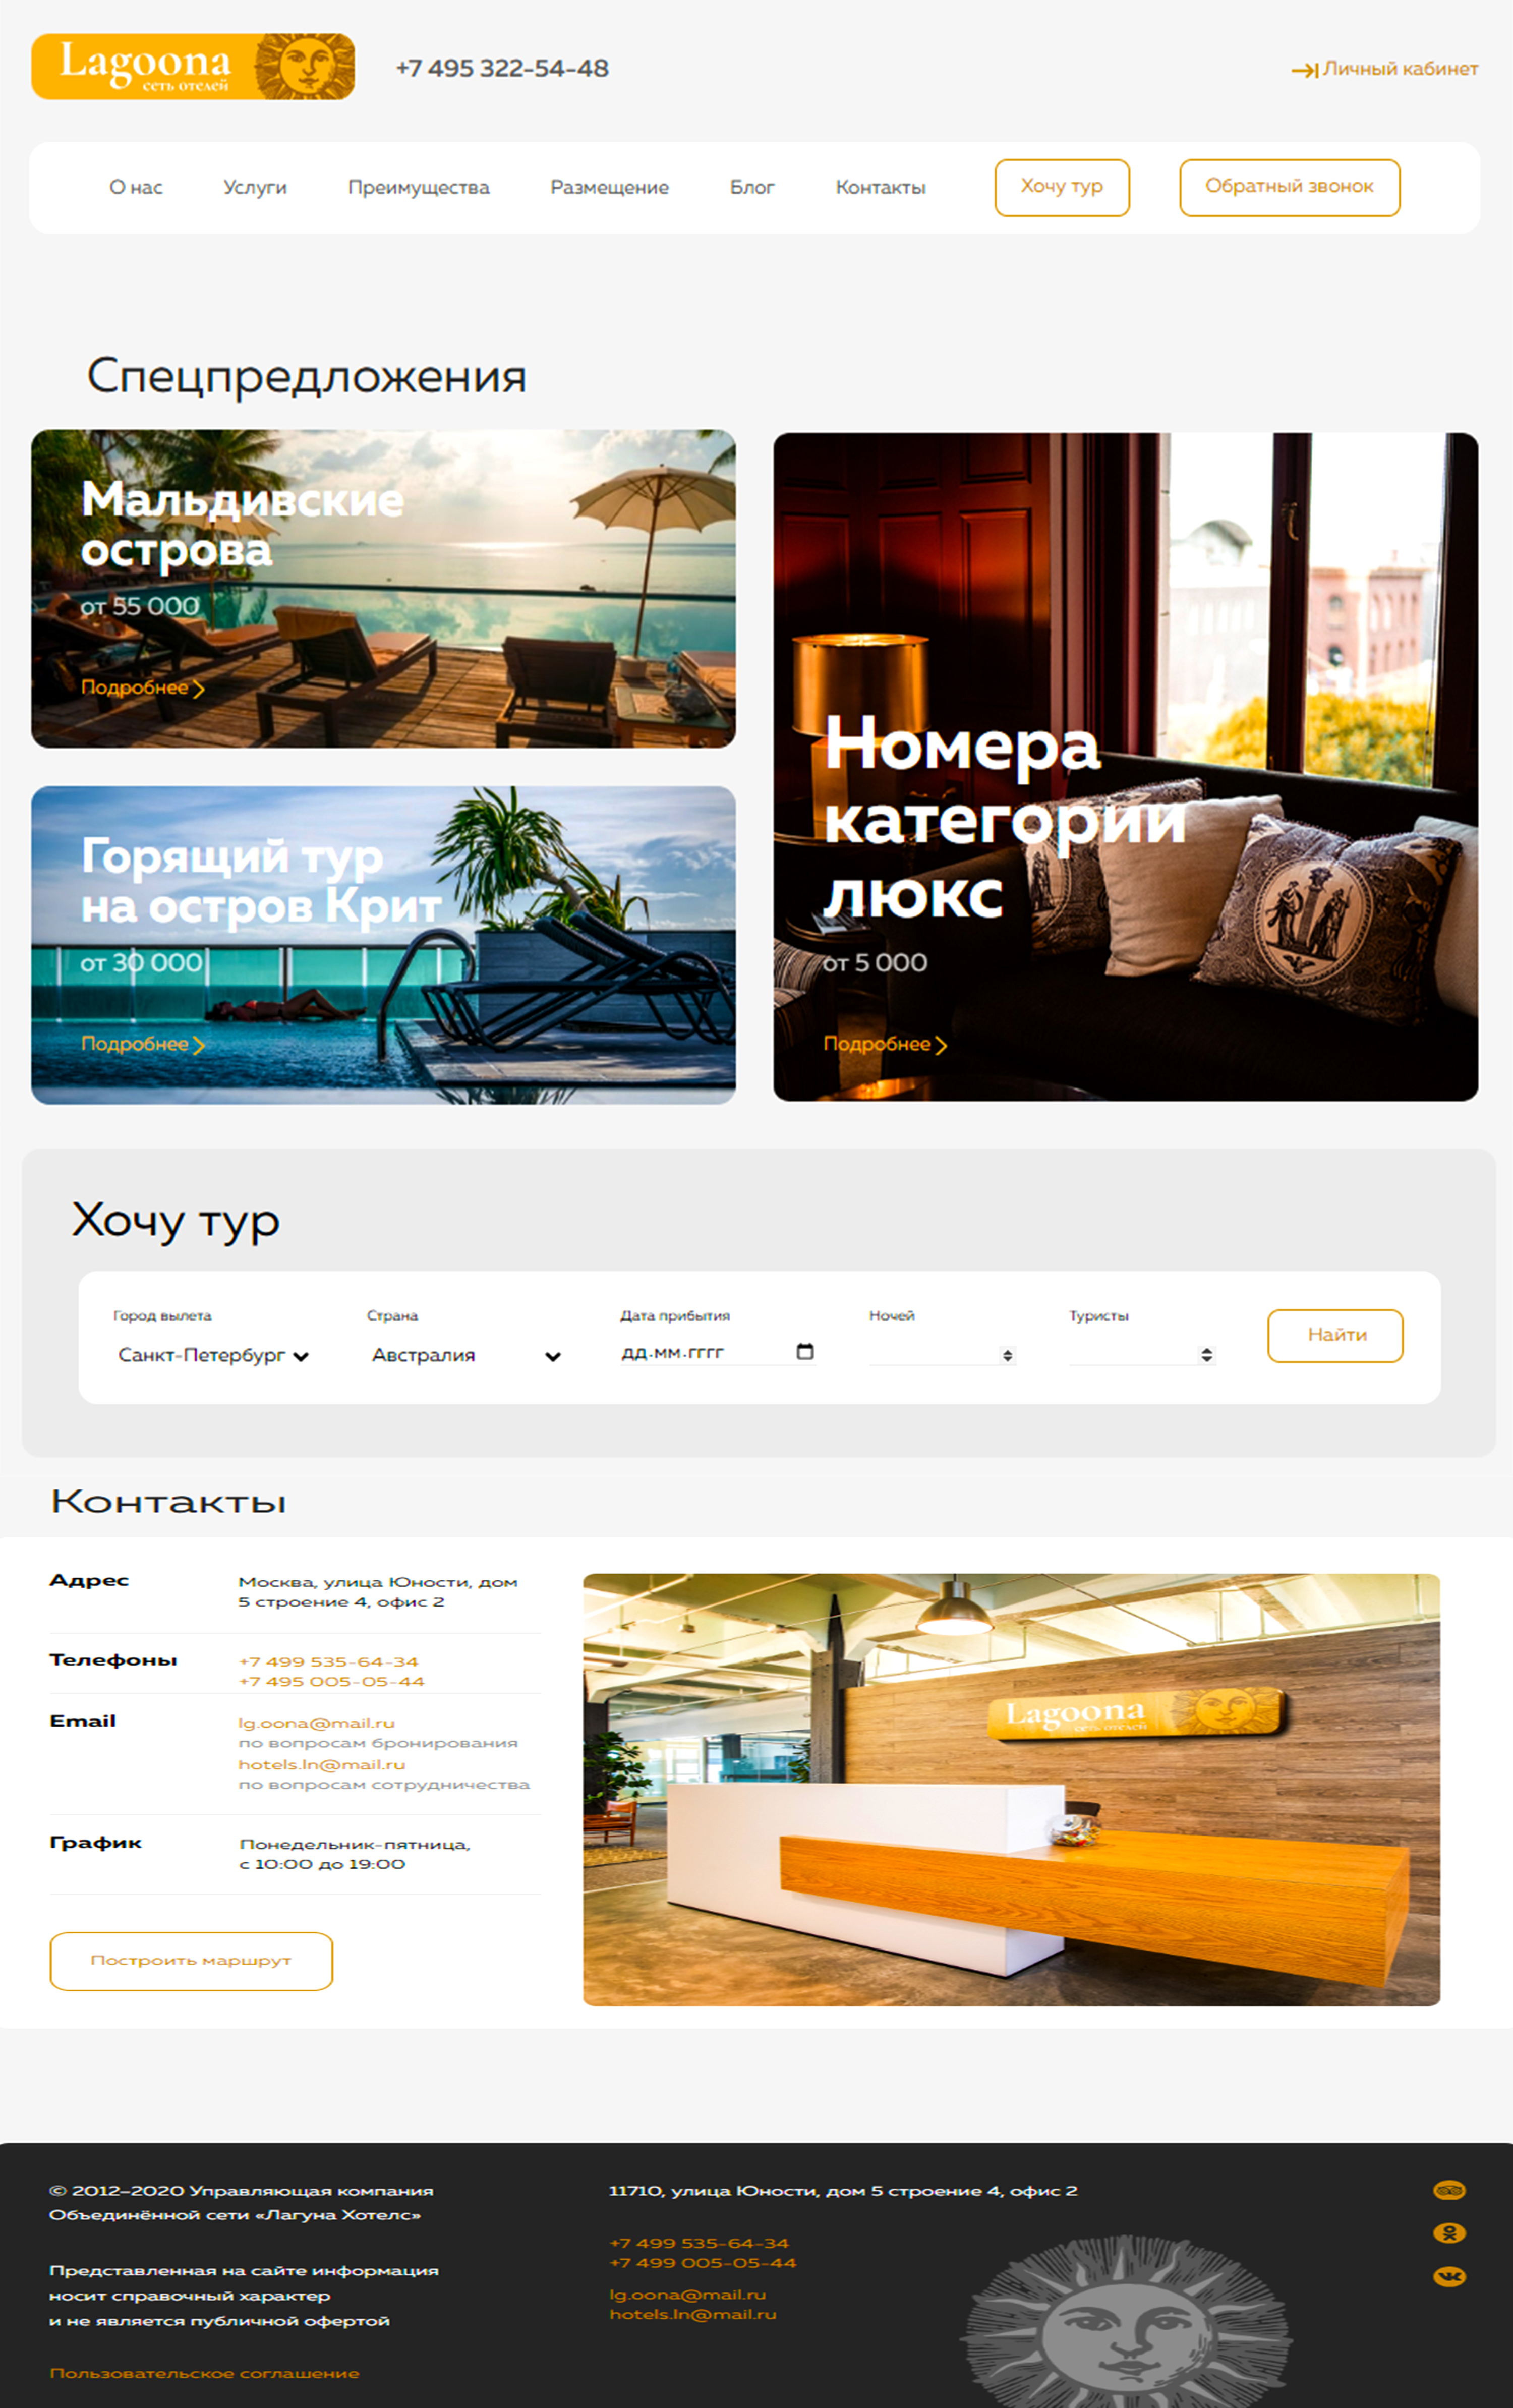 Lagoona
сеть отелей
+7 495 322-54-48
Личный кабинет
О нас
Услуги
Преимущества
Размещение
Блог
Контакты
Хочу тур
Обратный звонок
Спецпредложения
Мальдивские
острова
от 55 000
Подробнее
Горящий тур
на остров Крит
от 30 000
Подробнее
Номера
категории
люкс
от 5 000
Подробнее
Хочу тур
Город вылета
Санкт-Петербург
Страна
Австралия
Дата прибытия
дд.мм.гггг
Ночей
Туристы
Найти
Контакты
Адрес
Москва, улица Юности, дом
5 строение 4, офис 2
Телефоны
+7 499 535-64-34
+7 495 005-05-44
Email
lg.oona@mail.ru
по вопросам бронирования
hotels.ln@mail.ru
по вопросам сотрудничества
График
Понедельник-пятница,
с 10:00 до 19:00
Построить маршрут
Lagoona
сеть отелей
© 2012–2020 Управляющая компания
Объединённой сети «Лагуна Хотелс»
Представленная на сайте информация
носит справочный характер
и не является публичной офертой
Пользовательское соглашение
11710, улица Юности, дом 5 строение 4, офис 2
+7 499 535-64-34
+7 499 005-05-44
lg.oona@mail.ru
hotels.ln@mail.ru